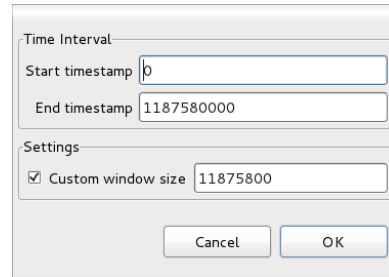 Time Interval
Start timestamp 0
End timestamp 1187580000
Settings
Custom window size 11875800
Cancel OK